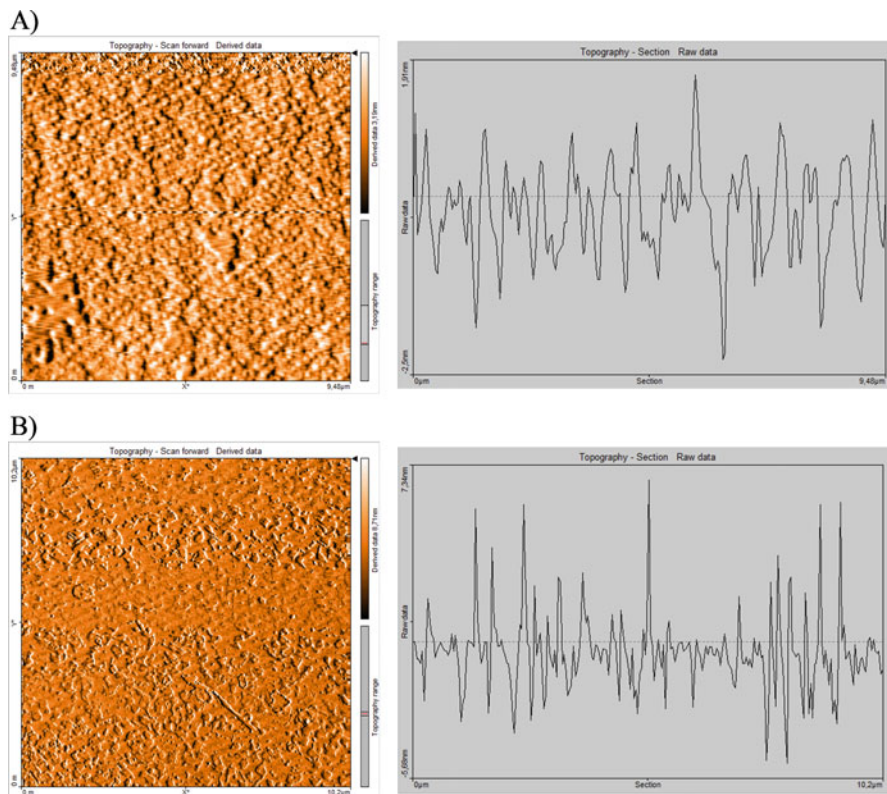 A)
Topography - Scan forward Derived data
9,48µm
Y*
0 m
0 m
X*
9,48µm
Derived data 3,19nm
Topography range
Topography - Section Raw data
1,91nm
Raw data
-2,5nm
0µm
Section
9,48µm
B)
Topography - Scan forward Derived data
10,2µm
Y*
0 m
0 m
X*
10,2µm
Derived data 8,71nm
Topography range
Topography - Section Raw data
7,34nm
Raw data
-5,68nm
0µm
Section
10,2µm